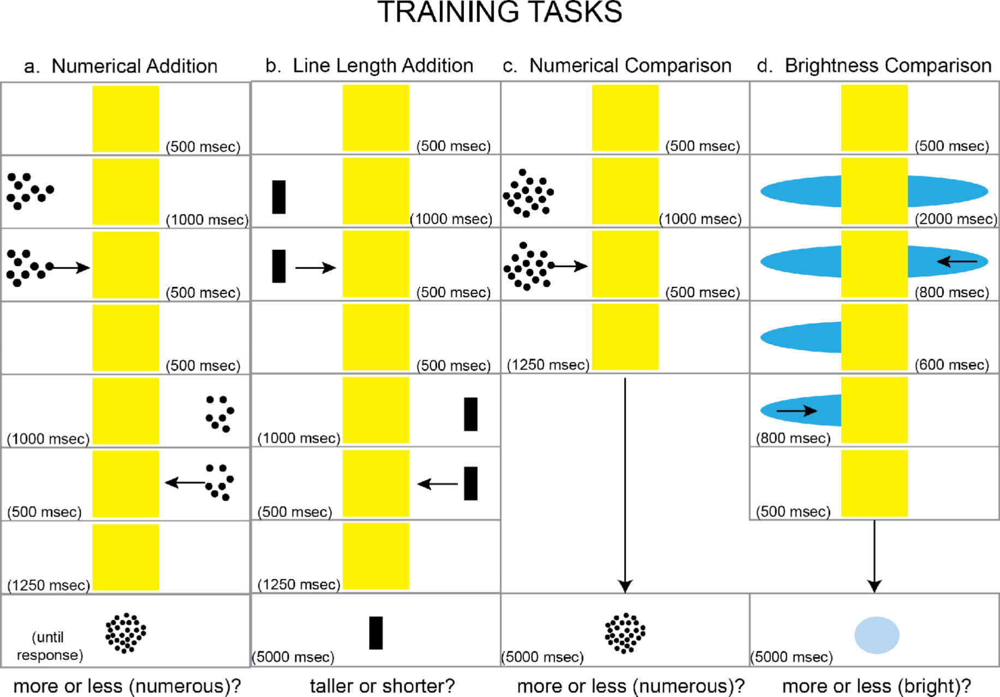 TRAINING TASKS
a. Numerical Addition
(500 msec)
(1000 msec)
(500 msec)
(500 msec)
(1000 msec)
(500 msec)
(1250 msec)
(until
response)
more or less (numerous)?
b. Line Length Addition
(500 msec)
(1000 msec)
(500 msec)
(500 msec)
(1000 msec)
(500 msec)
(1250 msec)
(5000 msec)
taller or shorter?
c. Numerical Comparison
(500 msec)
(1000 msec)
(500 msec)
(1250 msec)
(5000 msec)
more or less (numerous)?
d. Brightness Comparison
(500 msec)
(2000 msec)
(800 msec)
(600 msec)
(800 msec)
(500 msec)
(5000 msec)
more or less (bright)?